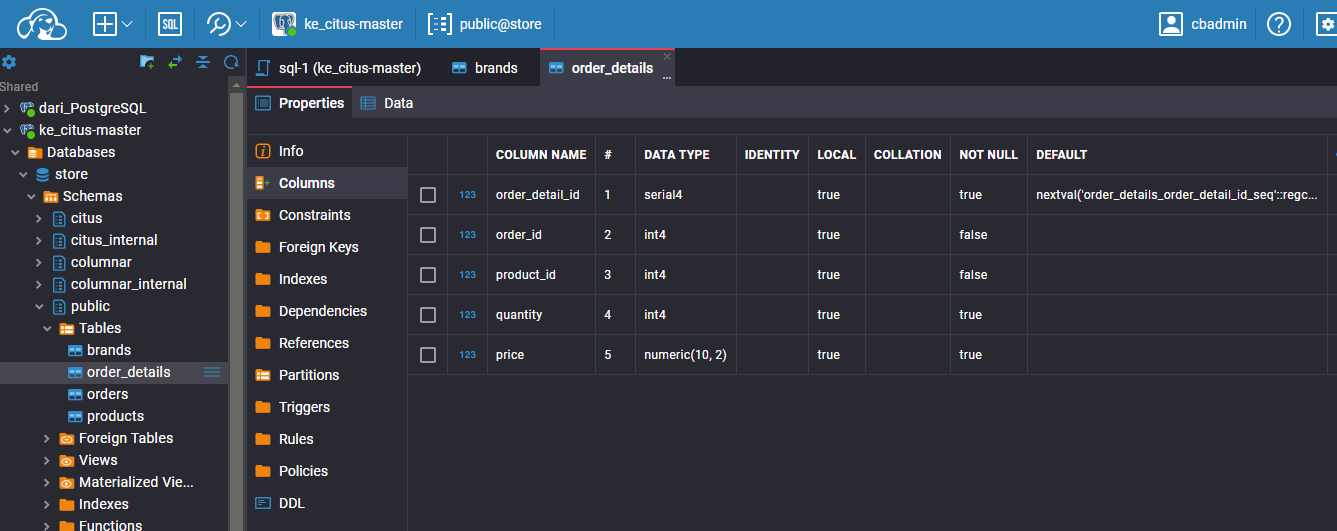 SQL ke_citus-master public@store cbadmin
Shared
dari_PostgreSQL
ke_citus-master
Databases
store
Schemas
citus
citus_internal
columnar
columnar_internal
public
Tables
brands
order_details
orders
products
Foreign Tables
Views
Materialized Vie...
Indexes
Functions
sql-1 (ke_citus-master) brands order_details
Properties Data
Info
Columns
Constraints
Foreign Keys
Indexes
Dependencies
References
Partitions
Triggers
Rules
Policies
DDL
COLUMN NAME # DATA TYPE IDENTITY LOCAL COLLATION NOT NULL DEFAULT
123 order_detail_id 1 serial4 true true nextval('order_details_order_detail_id_seq'::regc...
123 order_id 2 int4 true false
123 product_id 3 int4 true false
123 quantity 4 int4 true true
123 price 5 numeric(10, 2) true true